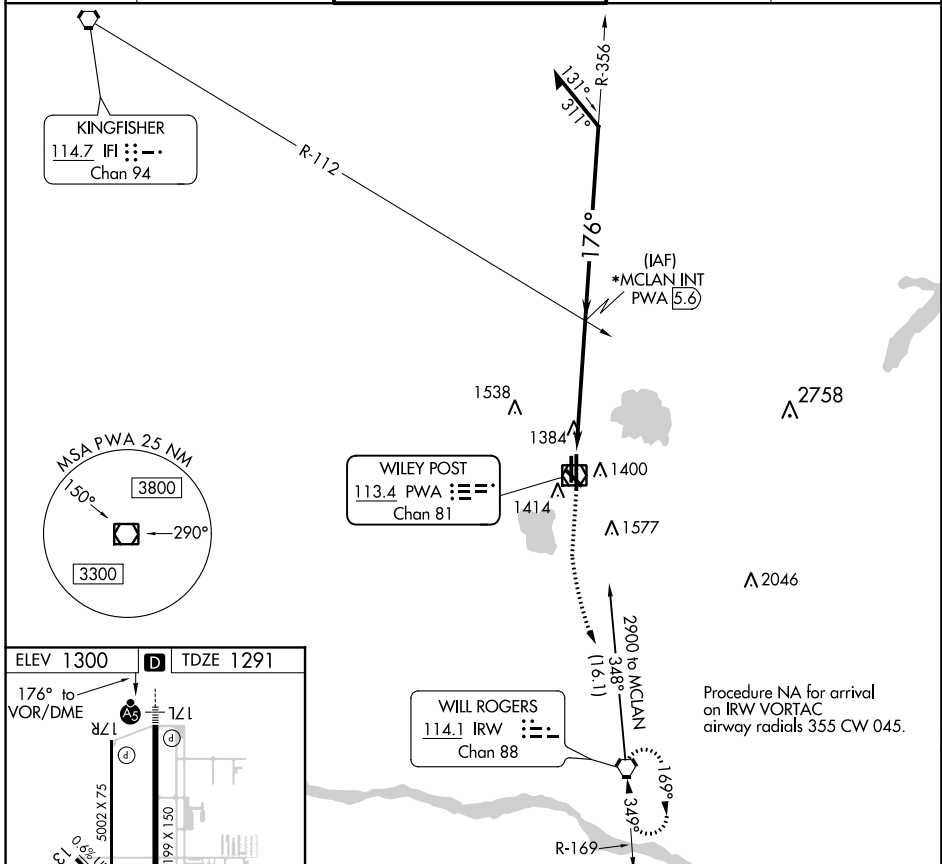 KINGFISHER
114.7 IFI
Chan 94
R-112
R-356
131°
311°
176°
(IAF)
*MCLAN INT
PWA 5.6
1538
2758
1384
1400
WILEY POST
113.4 PWA
Chan 81
1414
1577
2046
MSA PWA 25 NM
150°
3800
290°
3300
2900 to MCLAN
348°
(16.1)
WILL ROGERS
114.1 IRW
Chan 88
Procedure NA for arrival
on IRW VORTAC
airway radials 355 CW 045.
169°
349°
R-169
ELEV 1300
D
TDZE 1291
176° to
VOR/DME
A5
17L
17R
P
P
5002 X 75
199 X 150
13
0.9%